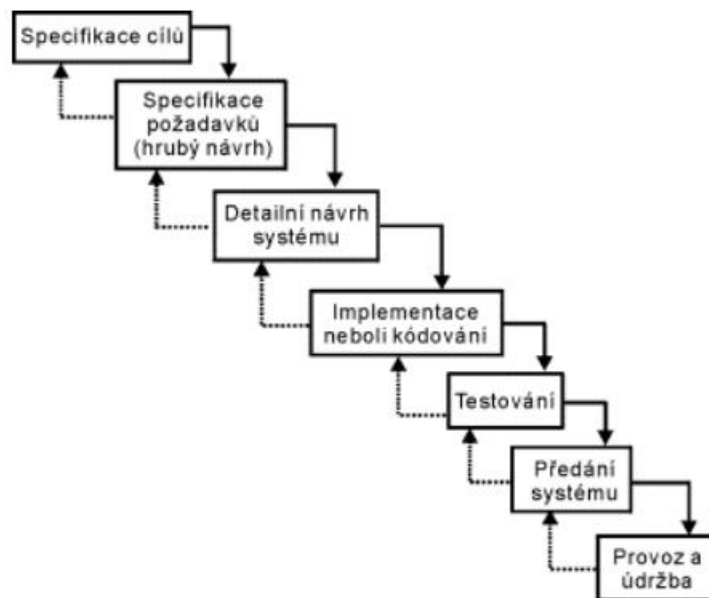 Specifikace cílů
Specifikace
požadavků
(hrubý návrh)
Detailní návrh
systému
Implementace
neboli kódování
Testování
Předání
systému
Provoz a
údržba